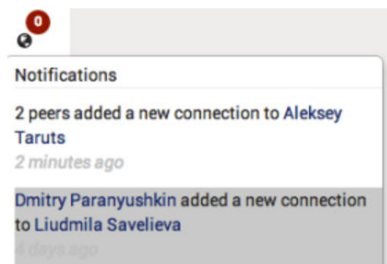 0
Notifications
2 peers added a new connection to Aleksey
Taruts
2 minutes ago
Dmitry Paranyushkin added a new connection
to Liudmila Savelieva
4 days ago